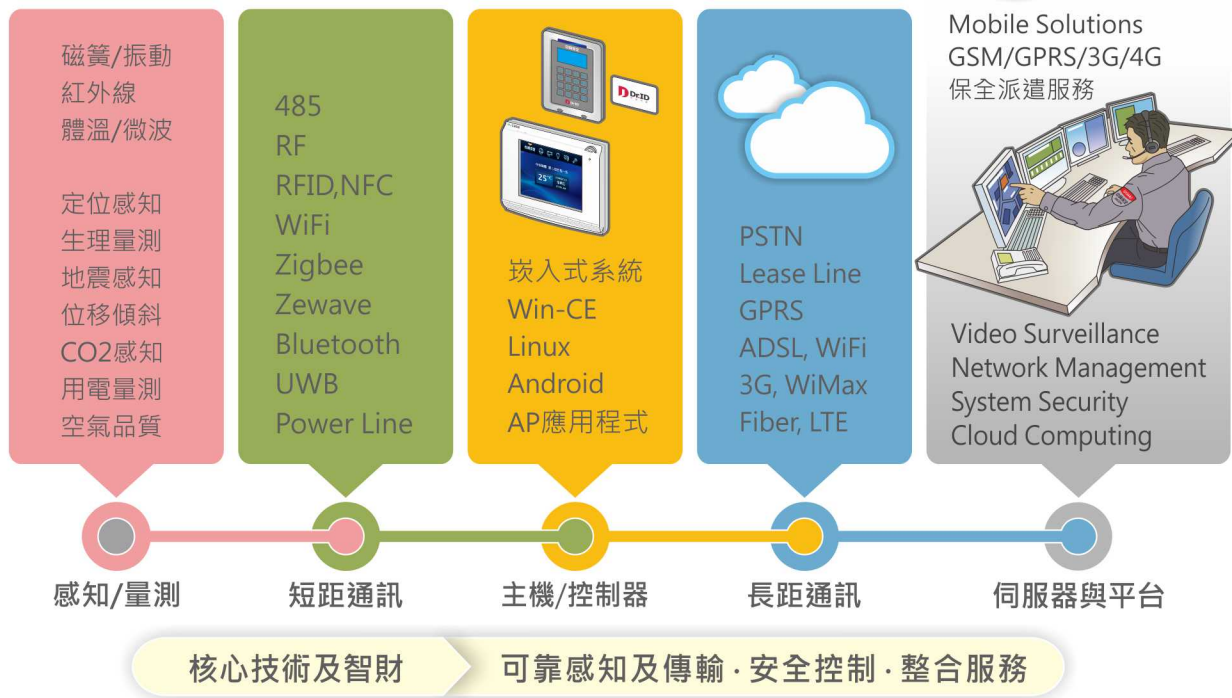 磁簧/振動
紅外線
體溫/微波
定位感知
生理量測
地震感知
位移傾斜
CO2感知
用電量測
空氣品質
485
RF
RFID,NFC
WiFi
Zigbee
Zewave
Bluetooth
UWB
Power Line
DrID
25°
崁入式系統
Win-CE
Linux
Android
AP應用程式
PSTN
Lease Line
GPRS
ADSL, WiFi
3G, WiMax
Fiber, LTE
Mobile Solutions
GSM/GPRS/3G/4G
保全派遣服務
Video Surveillance
Network Management
System Security
Cloud Computing
感知/量測
短距通訊
主機/控制器
長距通訊
伺服器與平台
核心技術及智財
可靠感知及傳輸·安全控制·整合服務